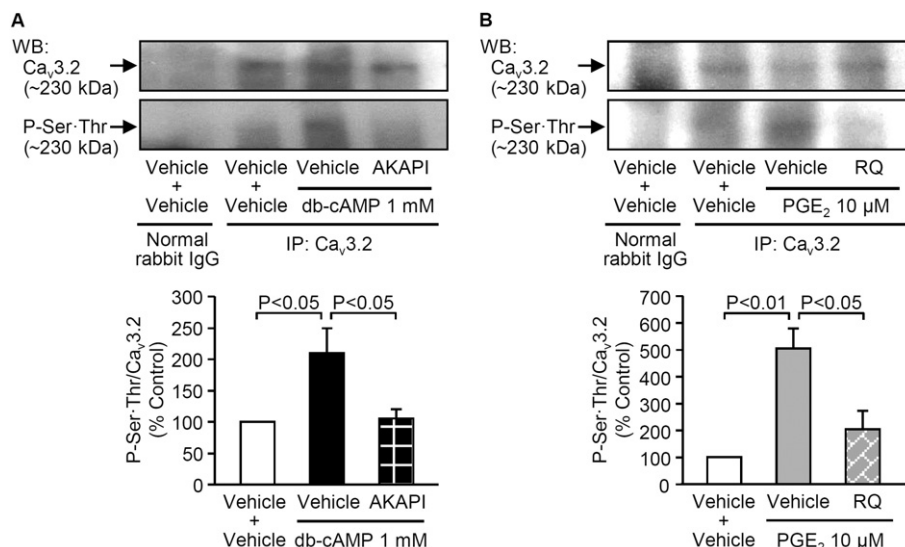 A
WB:
Caᵥ3.2
(~230 kDa)
P-Ser·Thr
(~230 kDa)
Vehicle
+
Vehicle
Vehicle
+
Vehicle
Vehicle AKAPI
db-cAMP 1 mM
Normal
rabbit IgG
IP: Caᵥ3.2
P-Ser·Thr/Caᵥ3.2
(% Control)
300
250
200
150
100
50
0
P<0.05 P<0.05
Vehicle
+
Vehicle
Vehicle AKAPI
db-cAMP 1 mM
B
WB:
Caᵥ3.2
(~230 kDa)
P-Ser·Thr
(~230 kDa)
Vehicle
+
Vehicle
Vehicle
+
Vehicle
Vehicle RQ
PGE₂ 10 µM
Normal
rabbit IgG
IP: Caᵥ3.2
P-Ser·Thr/Caᵥ3.2
(% Control)
700
600
500
400
300
200
100
0
P<0.01 P<0.05
Vehicle
+
Vehicle
Vehicle RQ
PGE₂ 10 µM